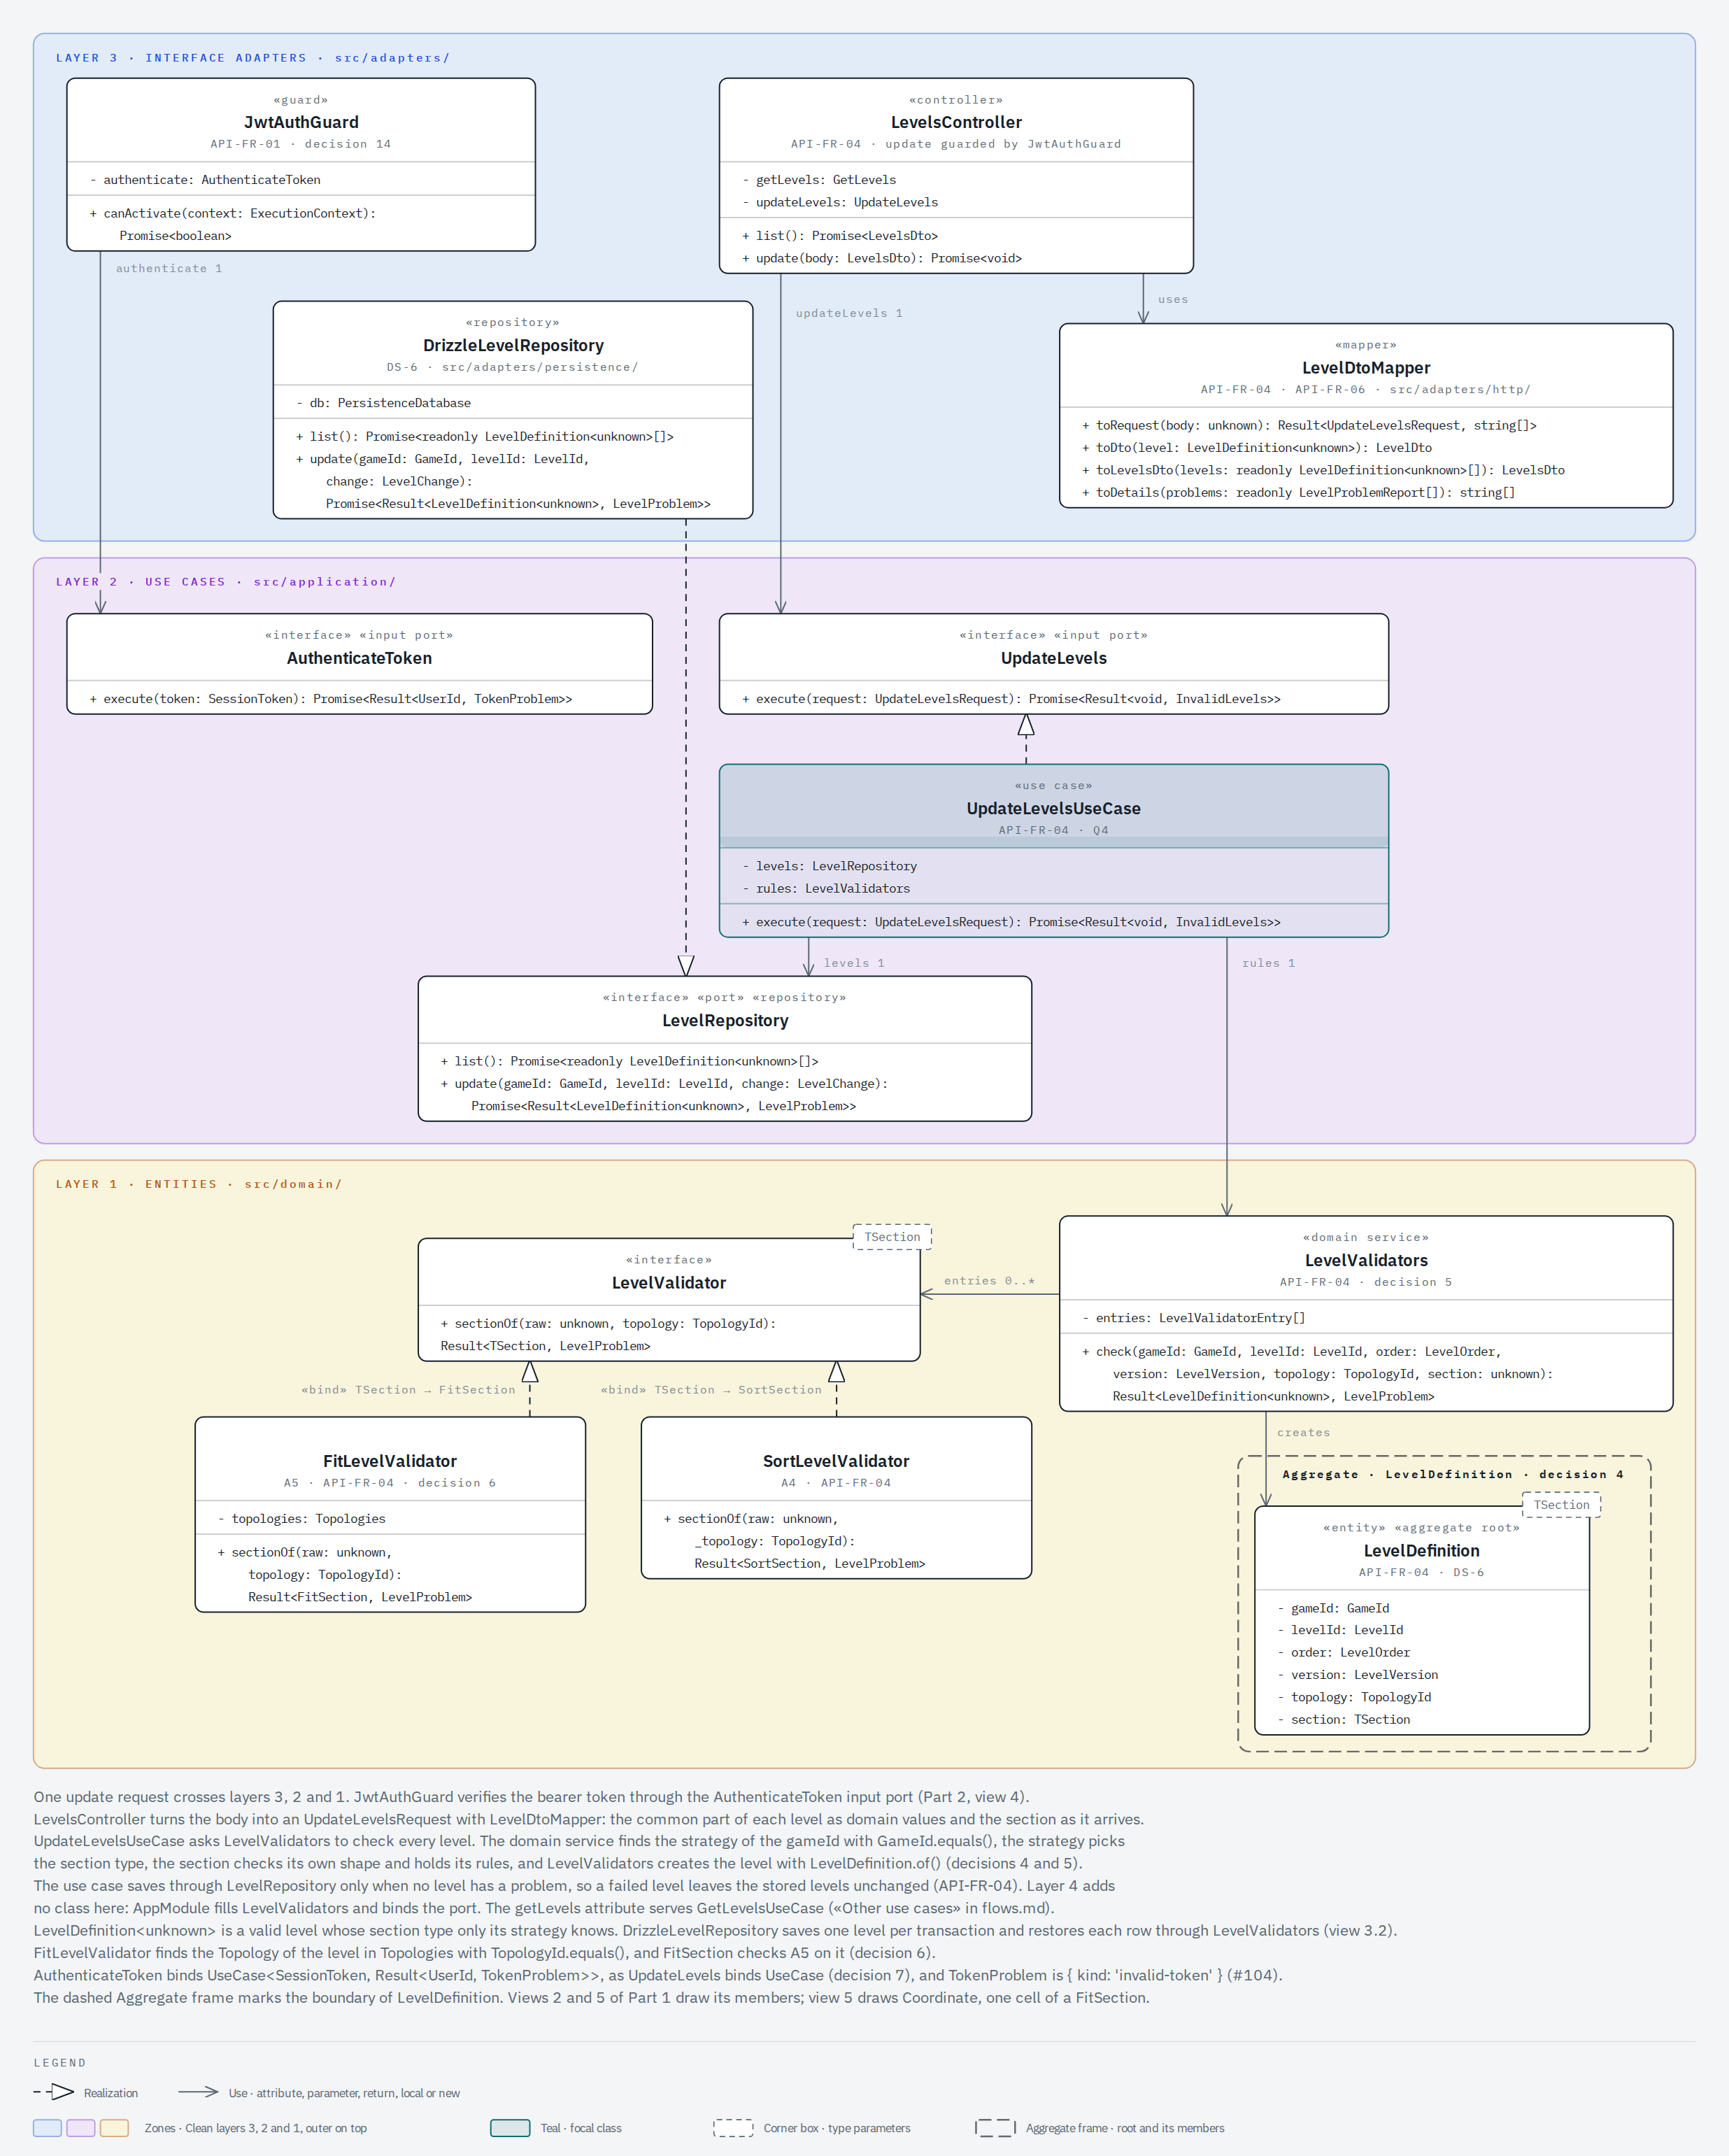 LAYER 3 · INTERFACE ADAPTERS · src/adapters/
«guard»
JwtAuthGuard
API-FR-01 · decision 14
- authenticate: AuthenticateToken
+ canActivate(context: ExecutionContext):
Promise<boolean>
authenticate 1
«controller»
LevelsController
API-FR-04 · update guarded by JwtAuthGuard
- getLevels: GetLevels
- updateLevels: UpdateLevels
+ list(): Promise<LevelsDto>
+ update(body: LevelsDto): Promise<void>
updateLevels 1
uses
«repository»
DrizzleLevelRepository
DS-6 · src/adapters/persistence/
- db: PersistenceDatabase
+ list(): Promise<readonly LevelDefinition<unknown>[]>
+ update(gameId: GameId, levelId: LevelId,
change: LevelChange):
Promise<Result<LevelDefinition<unknown>, LevelProblem>>
«mapper»
LevelDtoMapper
API-FR-04 · API-FR-06 · src/adapters/http/
+ toRequest(body: unknown): Result<UpdateLevelsRequest, string[]>
+ toDto(level: LevelDefinition<unknown>): LevelDto
+ toLevelsDto(levels: readonly LevelDefinition<unknown>[]): LevelsDto
+ toDetails(problems: readonly LevelProblemReport[]): string[]
LAYER 2 · USE CASES · src/application/
«interface» «input port»
AuthenticateToken
+ execute(token: SessionToken): Promise<Result<UserId, TokenProblem>>
«interface» «input port»
UpdateLevels
+ execute(request: UpdateLevelsRequest): Promise<Result<void, InvalidLevels>>
«use case»
UpdateLevelsUseCase
API-FR-04 · Q4
- levels: LevelRepository
- rules: LevelValidators
+ execute(request: UpdateLevelsRequest): Promise<Result<void, InvalidLevels>>
levels 1
rules 1
«interface» «port» «repository»
LevelRepository
+ list(): Promise<readonly LevelDefinition<unknown>[]>
+ update(gameId: GameId, levelId: LevelId, change: LevelChange):
Promise<Result<LevelDefinition<unknown>, LevelProblem>>
LAYER 1 · ENTITIES · src/domain/
TSection
«interface»
LevelValidator
+ sectionOf(raw: unknown, topology: TopologyId):
Result<TSection, LevelProblem>
entries 0..*
«domain service»
LevelValidators
API-FR-04 · decision 5
- entries: LevelValidatorEntry[]
+ check(gameId: GameId, levelId: LevelId, order: LevelOrder,
version: LevelVersion, topology: TopologyId, section: unknown):
Result<LevelDefinition<unknown>, LevelProblem>
«bind» TSection → FitSection
«bind» TSection → SortSection
creates
FitLevelValidator
A5 · API-FR-04 · decision 6
- topologies: Topologies
+ sectionOf(raw: unknown,
topology: TopologyId):
Result<FitSection, LevelProblem>
SortLevelValidator
A4 · API-FR-04
+ sectionOf(raw: unknown,
_topology: TopologyId):
Result<SortSection, LevelProblem>
Aggregate · LevelDefinition · decision 4
TSection
«entity» «aggregate root»
LevelDefinition
API-FR-04 · DS-6
- gameId: GameId
- levelId: LevelId
- order: LevelOrder
- version: LevelVersion
- topology: TopologyId
- section: TSection
One update request crosses layers 3, 2 and 1. JwtAuthGuard verifies the bearer token through the AuthenticateToken input port (Part 2, view 4).
LevelsController turns the body into an UpdateLevelsRequest with LevelDtoMapper: the common part of each level as domain values and the section as it arrives.
UpdateLevelsUseCase asks LevelValidators to check every level. The domain service finds the strategy of the gameId with GameId.equals(), the strategy picks
the section type, the section checks its own shape and holds its rules, and LevelValidators creates the level with LevelDefinition.of() (decisions 4 and 5).
The use case saves through LevelRepository only when no level has a problem, so a failed level leaves the stored levels unchanged (API-FR-04). Layer 4 adds
no class here: AppModule fills LevelValidators and binds the port. The getLevels attribute serves GetLevelsUseCase («Other use cases» in flows.md).
LevelDefinition<unknown> is a valid level whose section type only its strategy knows. DrizzleLevelRepository saves one level per transaction and restores each row through LevelValidators (view 3.2).
FitLevelValidator finds the Topology of the level in Topologies with TopologyId.equals(), and FitSection checks A5 on it (decision 6).
AuthenticateToken binds UseCase<SessionToken, Result<UserId, TokenProblem>>, as UpdateLevels binds UseCase (decision 7), and TokenProblem is { kind: 'invalid-token' } (#104).
The dashed Aggregate frame marks the boundary of LevelDefinition. Views 2 and 5 of Part 1 draw its members; view 5 draws Coordinate, one cell of a FitSection.
LEGEND
Realization
Use · attribute, parameter, return, local or new
Zones · Clean layers 3, 2 and 1, outer on top
Teal · focal class
Corner box · type parameters
Aggregate frame · root and its members